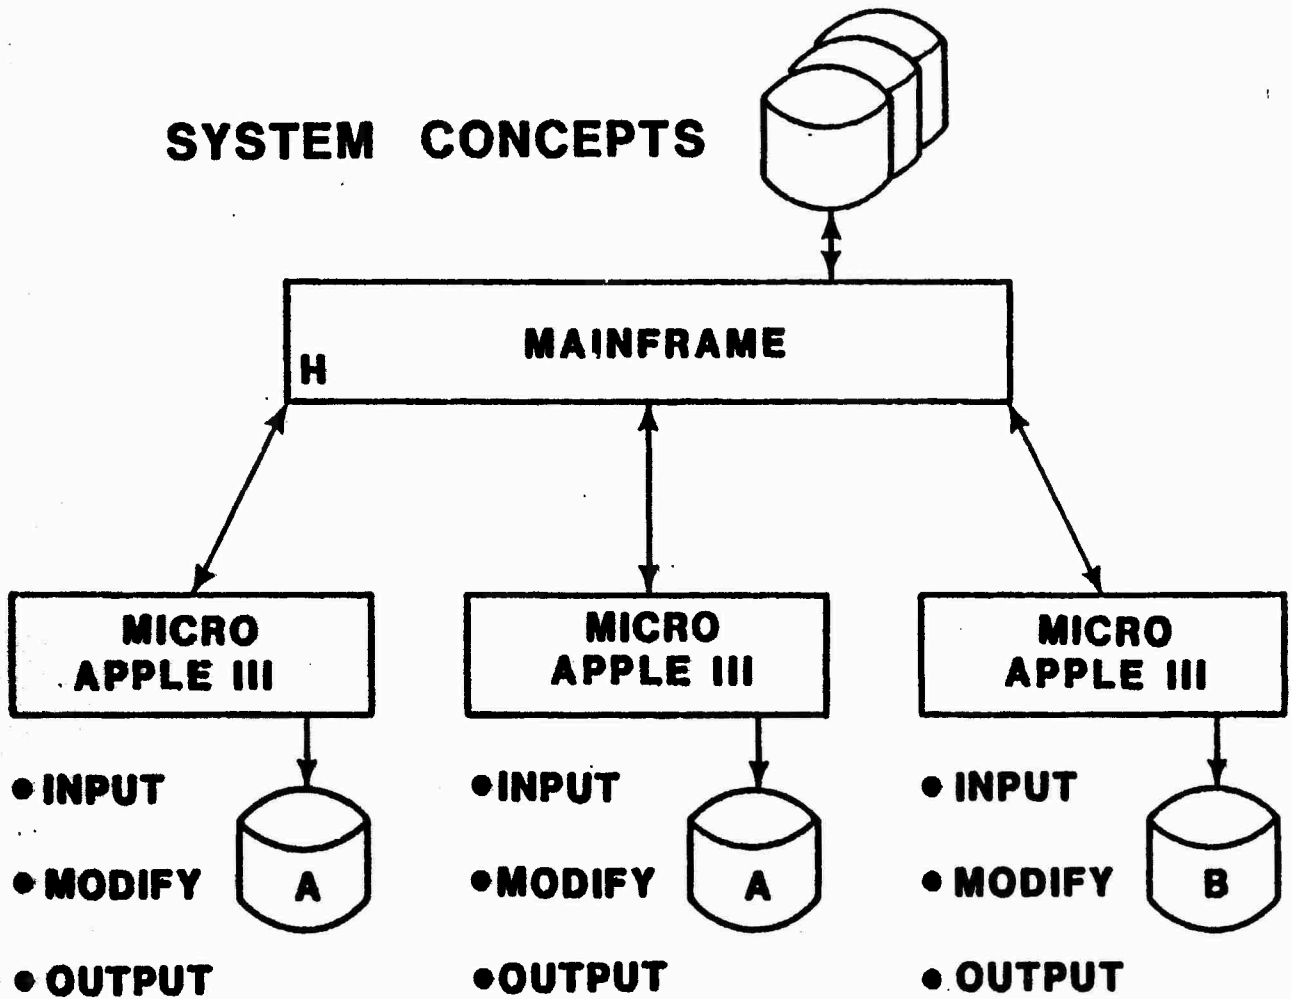 SYSTEM CONCEPTS
MAINFRAME
H
MICRO
APPLE III
● INPUT
● MODIFY
● OUTPUT
A
MICRO
APPLE III
● INPUT
● MODIFY
● OUTPUT
A
MICRO
APPLE III
● INPUT
● MODIFY
● OUTPUT
B